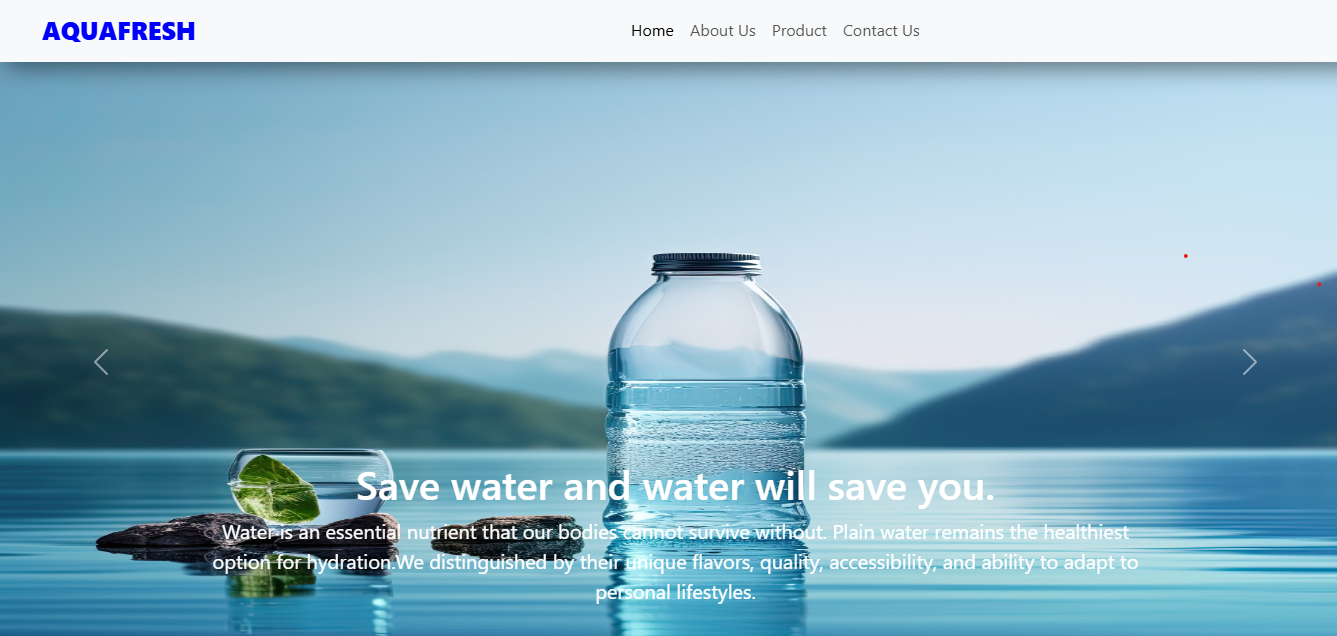 AQUAFRESH
Home About Us Product Contact Us
Save water and water will save you.
Water is an essential nutrient that our bodies cannot survive without. Plain water remains the healthiest
option for hydration.We distinguished by their unique flavors, quality, accessibility, and ability to adapt to
personal lifestyles.